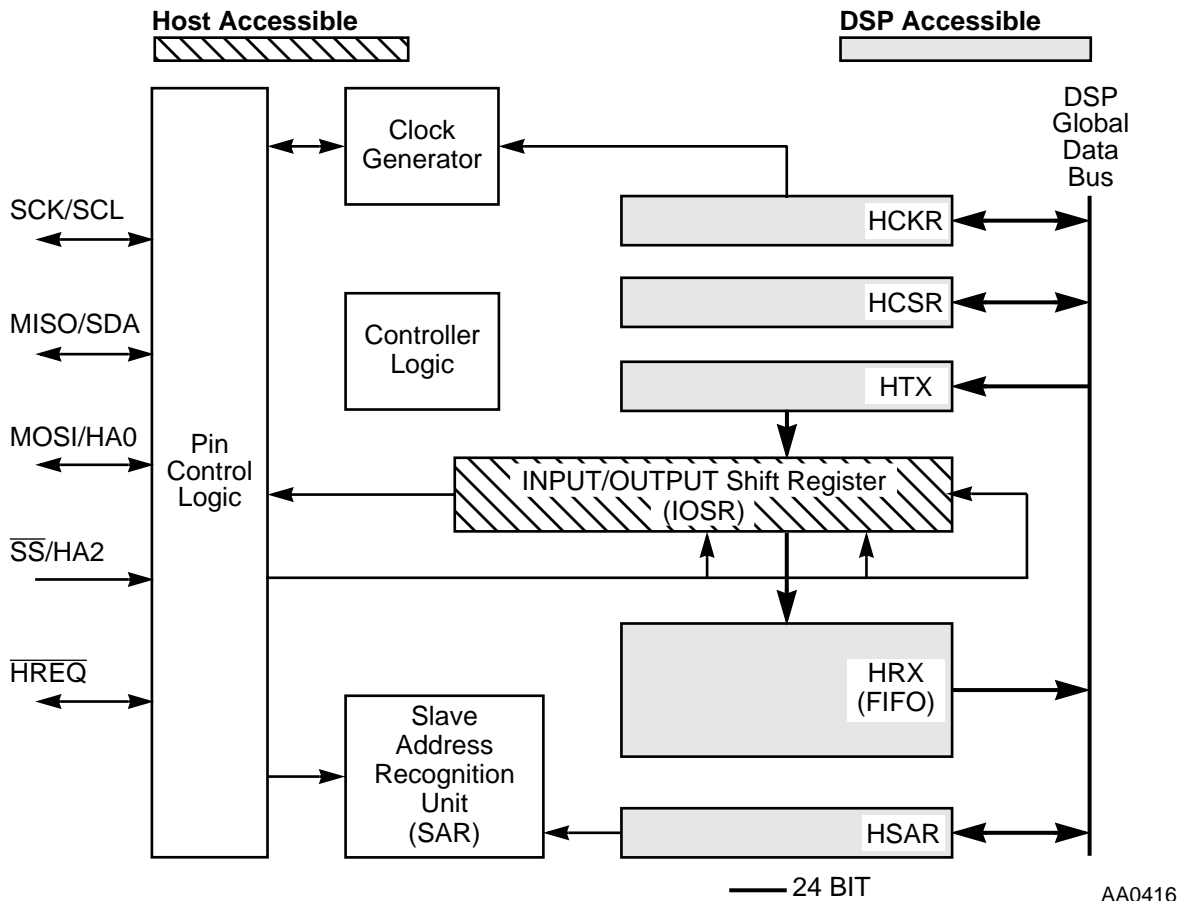 Host Accessible
DSP Accessible
DSP
Global
Data
Bus
Clock
Generator
SCK/SCL
HCKR
HCSR
MISO/SDA
Controller
Logic
HTX
MOSI/HA0
Pin
Control
Logic
INPUT/OUTPUT Shift Register
(IOSR)
SS/HA2
HREQ
HRX
(FIFO)
Slave
Address
Recognition
Unit
(SAR)
HSAR
24 BIT
AA0416